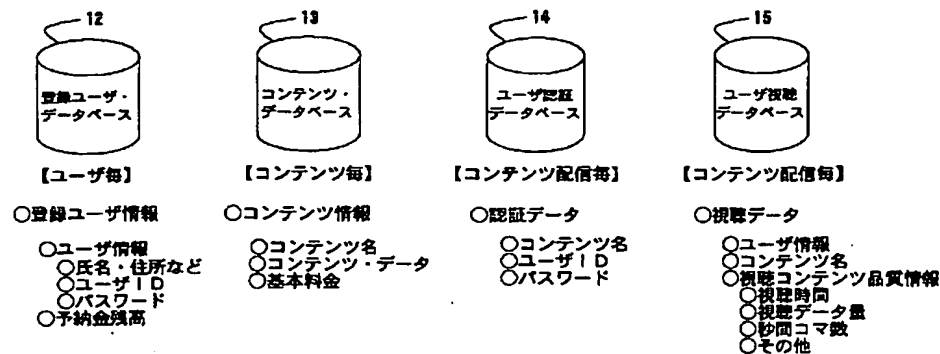 12
登録ユーザ・
データベース
【ユーザ毎】
○登録ユーザ情報
○ユーザ情報
○氏名・住所など
○ユーザID
○パスワード
○予納金残高
13
コンテンツ・
データベース
【コンテンツ毎】
○コンテンツ情報
○コンテンツ名
○コンテンツ・データ
○基本料金
14
ユーザ認証
データベース
【コンテンツ配信毎】
○認証データ
○コンテンツ名
○ユーザID
○パスワード
15
ユーザ視聴
データベース
【コンテンツ配信毎】
○視聴データ
○ユーザ情報
○コンテンツ名
○視聴コンテンツ品質情報
○視聴時間
○視聴データ量
○秒間コマ数
○その他